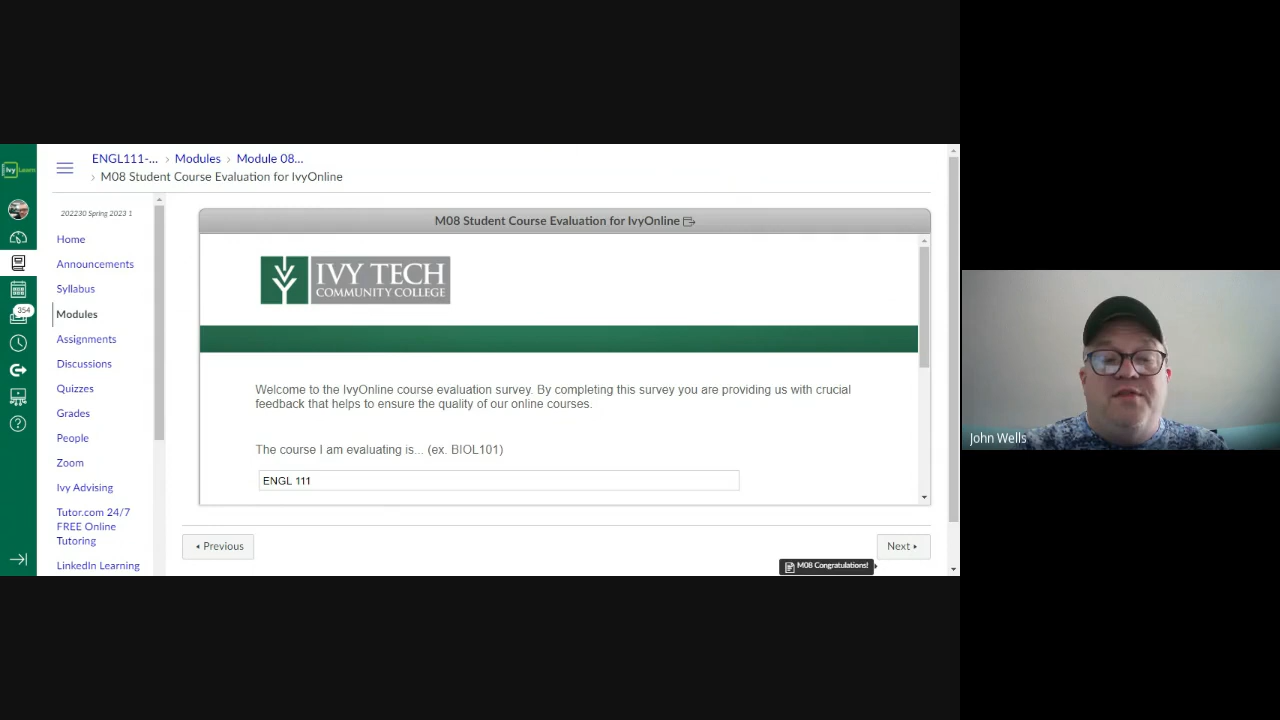 ENGL111-... > Modules > Module 08...
> M08 Student Course Evaluation for IvyOnline
IvyLearn
354
202230 Spring 2023 1
Home
Announcements
Syllabus
Modules
Assignments
Discussions
Quizzes
Grades
People
Zoom
Ivy Advising
Tutor.com 24/7
FREE Online
Tutoring
LinkedIn Learning
M08 Student Course Evaluation for IvyOnline
IVY TECH
COMMUNITY COLLEGE
Welcome to the IvyOnline course evaluation survey. By completing this survey you are providing us with crucial
feedback that helps to ensure the quality of our online courses.
The course I am evaluating is... (ex. BIOL101)
ENGL 111
Previous
Next
M08 Congratulations!
John Wells